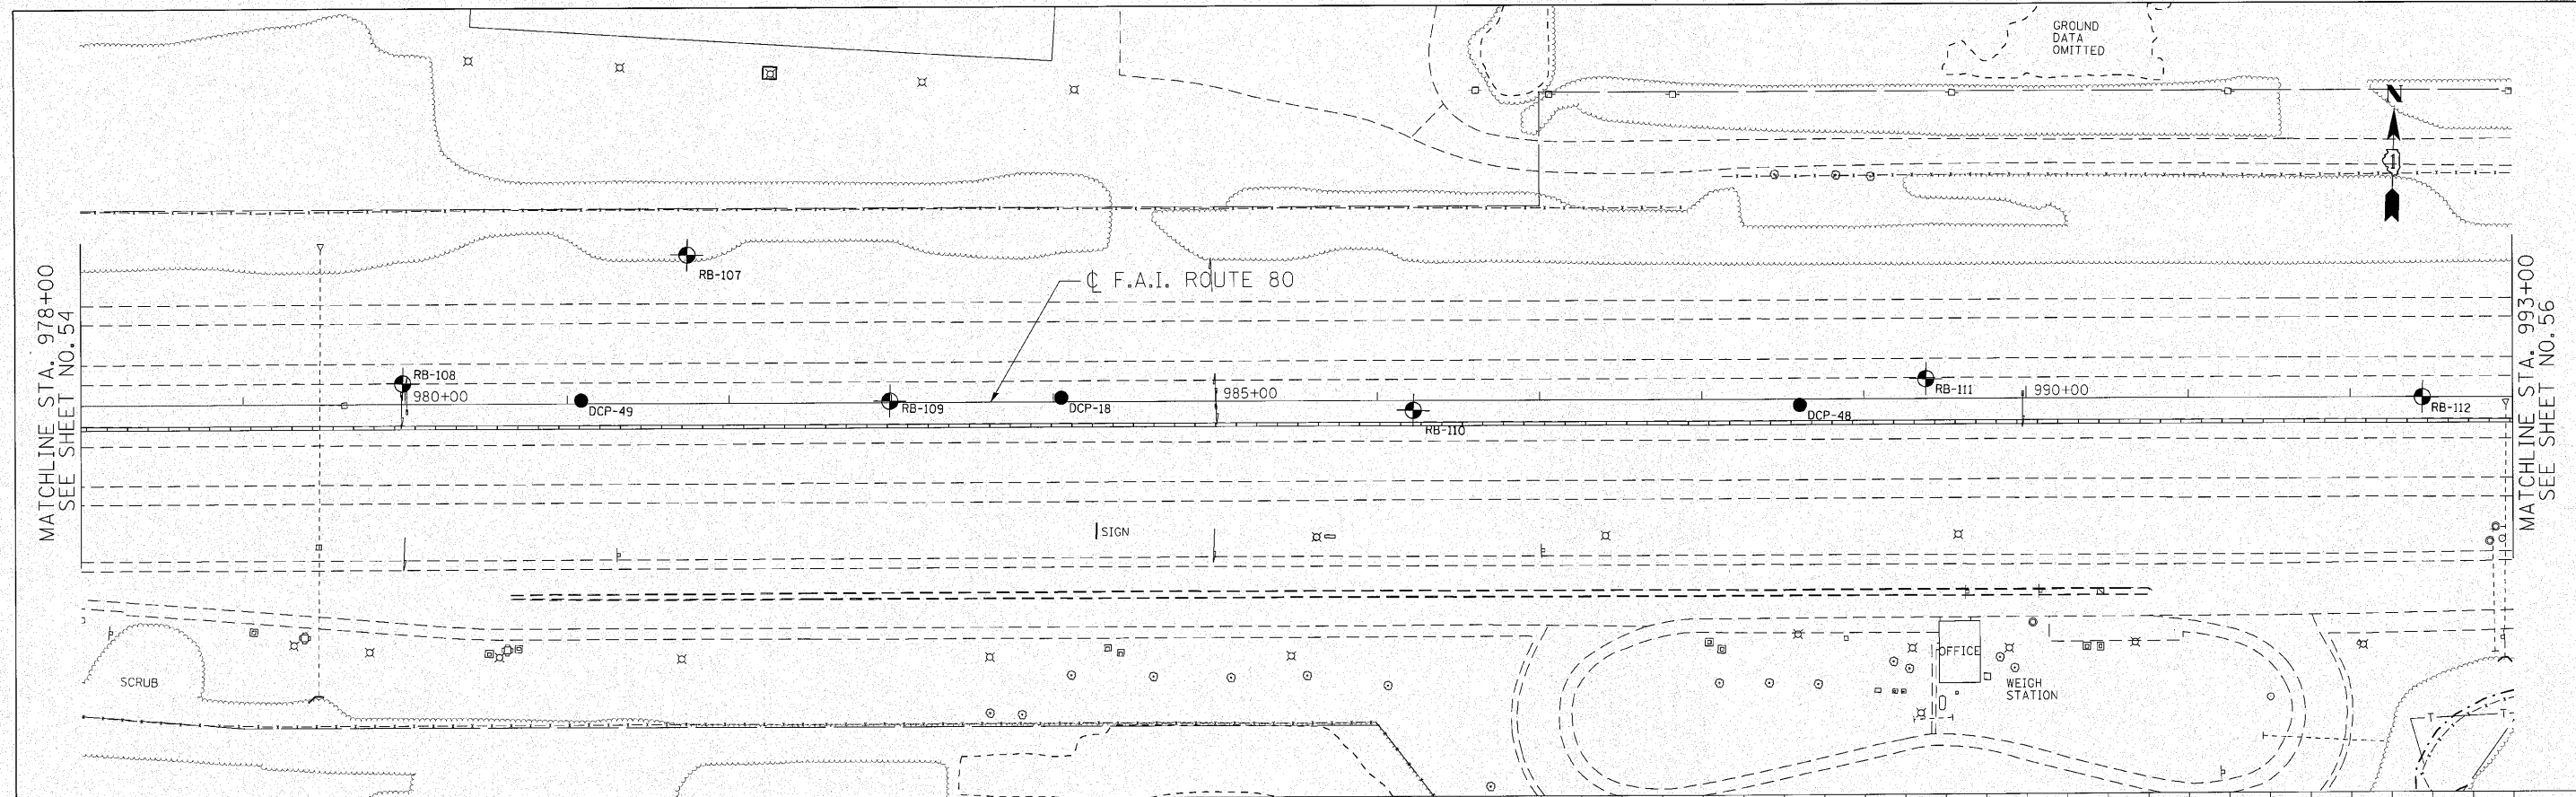 GROUND
DATA
OMITTED
N
1
RB-107
℄ F.A.I. ROUTE 80
MATCHLINE STA. 978+00
SEE SHEET NO.54
RB-108
980+00
DCP-49
RB-109
DCP-18
985+00
RB-110
DCP-48
RB-111
990+00
RB-112
MATCHLINE STA. 993+00
SEE SHEET NO.56
SIGN
SCRUB
OFFICE
WEIGH
STATION